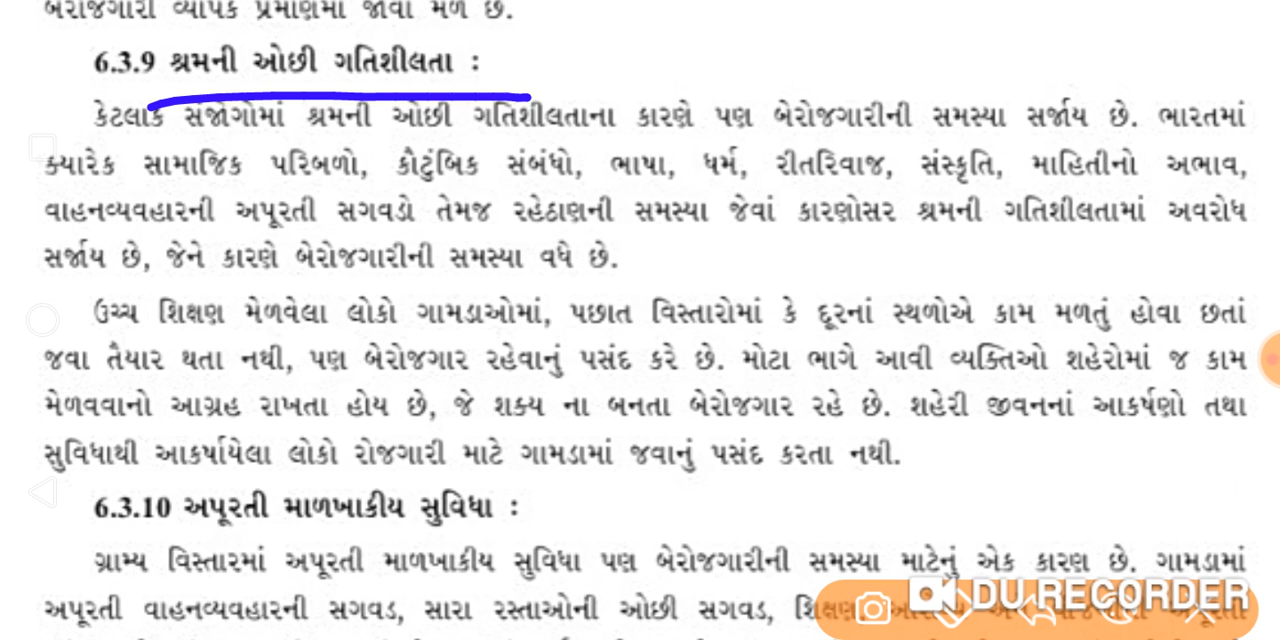 બેરોજગારી વ્યાપક પ્રમાણમાં જોવા મળે છે.
6.3.9 શ્રમની ઓછી ગતિશીલતા :
કેટલાક સંજોગોમાં શ્રમની ઓછી ગતિશીલતાના કારણે પણ બેરોજગારીની સમસ્યા સર્જાય છે. ભારતમાં
ક્યારેક સામાજિક પરિબળો, કૌટુંબિક સંબંધો, ભાષા, ધર્મ, રીતરિવાજ, સંસ્કૃતિ, માહિતીનો અભાવ,
વાહનવ્યવહારની અપૂરતી સગવડો તેમજ રહેઠાણની સમસ્યા જેવાં કારણોસર શ્રમની ગતિશીલતામાં અવરોધ
સર્જાય છે, જેને કારણે બેરોજગારીની સમસ્યા વધે છે.
ઉચ્ચ શિક્ષણ મેળવેલા લોકો ગામડાઓમાં, પછાત વિસ્તારોમાં કે દૂરનાં સ્થળોએ કામ મળતું હોવા છતાં
જવા તૈયાર થતા નથી, પણ બેરોજગાર રહેવાનું પસંદ કરે છે. મોટા ભાગે આવી વ્યક્તિઓ શહેરોમાં જ કામ
મેળવવાનો આગ્રહ રાખતા હોય છે, જે શક્ય ના બનતા બેરોજગાર રહે છે. શહેરી જીવનનાં આકર્ષણો તથા
સુવિધાથી આકર્ષાયેલા લોકો રોજગારી માટે ગામડામાં જવાનું પસંદ કરતા નથી.
6.3.10 અપૂરતી માળખાકીય સુવિધા :
ગ્રામ્ય વિસ્તારમાં અપૂરતી માળખાકીય સુવિધા પણ બેરોજગારીની સમસ્યા માટેનું એક કારણ છે. ગામડામાં
અપૂરતી વાહનવ્યવહારની સગવડ, સારા રસ્તાઓની ઓછી સગવડ, શિક્ષણ,
DU RECORDER